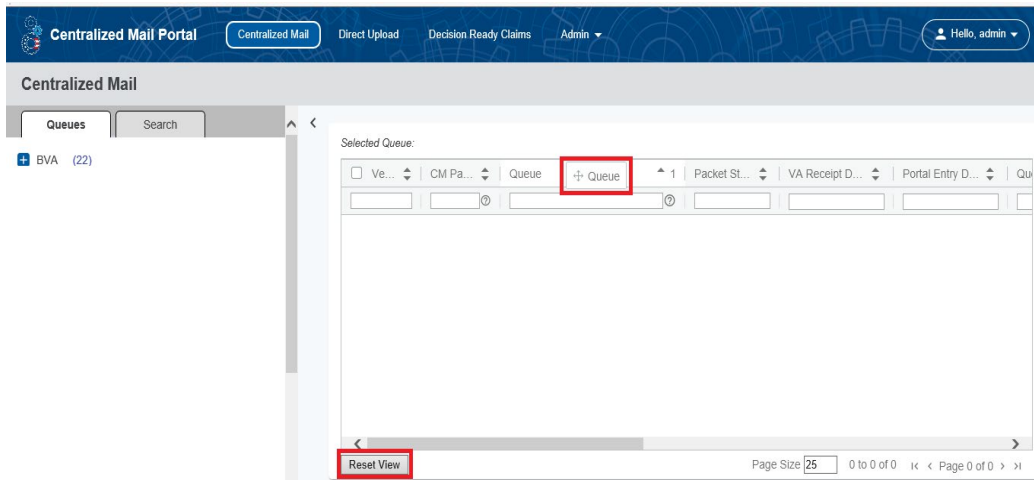 Centralized Mail Portal Centralized Mail Direct Upload Decision Ready Claims Admin Hello, admin
Centralized Mail
Queues Search
BVA (22)
Selected Queue:
Ve... CM Pa... Queue Queue 1 Packet St... VA Receipt D... Portal Entry D... Qu
Reset View Page Size 25 0 to 0 of 0 Page 0 of 0